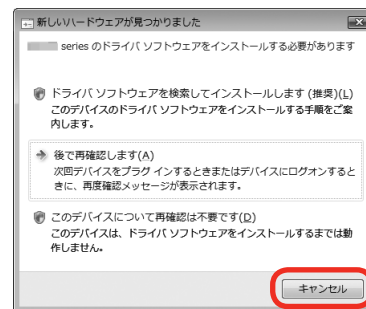 新しいハードウェアが見つかりました
series のドライバ ソフトウェアをインストールする必要があります
ドライバ ソフトウェアを検索してインストールします (推奨)(L)
このデバイスのドライバ ソフトウェアをインストールする手順をご案
内します。
後で再確認します(A)
次回デバイスをプラグ インするときまたはデバイスにログオンすると
きに、再度確認メッセージが表示されます。
このデバイスについて再確認は不要です(D)
このデバイスは、ドライバ ソフトウェアをインストールするまでは動
作しません。
キャンセル